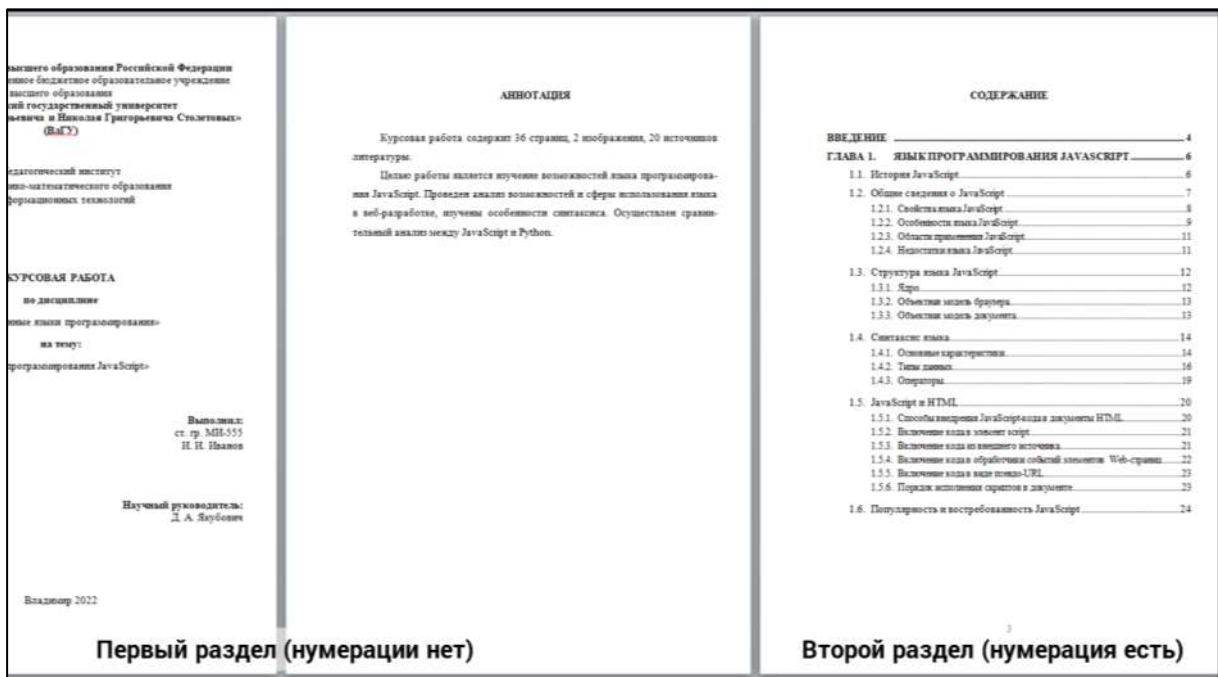 высшего образования Российской Федерации
бюджетное образовательное учреждение
высшего образования
государственный университет
и Николая Григорьевича Столетовых»
(ВлГУ)
институт
математического образования
технологий
КУРСОВАЯ РАБОТА
по дисциплине
языки программирования»
на тему:
программирования JavaScript»
Выполнил:
ст. гр. МИ-555
И. И. Иванов
Научный руководитель:
Д. А. Якубович
Владимир 2022
АННОТАЦИЯ
Курсовая работа содержит 36 страниц, 2 изображения, 20 источников
литературы.
Целью работы является изучение возможностей языка программирова-
ния JavaScript. Проведен анализ возможностей и сферы использования языка
в веб-разработке, изучены особенности синтаксиса. Осуществлен сравни-
тельный анализ между JavaScript и Python.
Первый раздел (нумерации нет)
СОДЕРЖАНИЕ
ВВЕДЕНИЕ 4
ГЛАВА 1. ЯЗЫК ПРОГРАММИРОВАНИЯ JAVASCRIPT 6
1.1. История JavaScript 6
1.2. Общие сведения о JavaScript 7
1.2.1. Свойства языка JavaScript 8
1.2.2. Особенности языка JavaScript 9
1.2.3. Области применения JavaScript 11
1.2.4. Недостатки языка JavaScript 11
1.3. Структура языка JavaScript 12
1.3.1. Ядро 12
1.3.2. Объектная модель браузера 13
1.3.3. Объектная модель документа 13
1.4. Синтаксис языка 14
1.4.1. Основные характеристики 14
1.4.2. Типы данных 16
1.4.3. Операторы 19
1.5. JavaScript и HTML 20
1.5.1. Способы внедрения JavaScript-кода в документы HTML 20
1.5.2. Включение кода в элемент script 21
1.5.3. Включение кода из внешнего источника 21
1.5.4. Включение кода в обработчики событий элементов Web-страниц 22
1.5.5. Включение кода в виде псевдо-URL 23
1.5.6. Порядок исполнения скриптов в документе 23
1.6. Популярность и востребованность JavaScript 24
3
Второй раздел (нумерация есть)